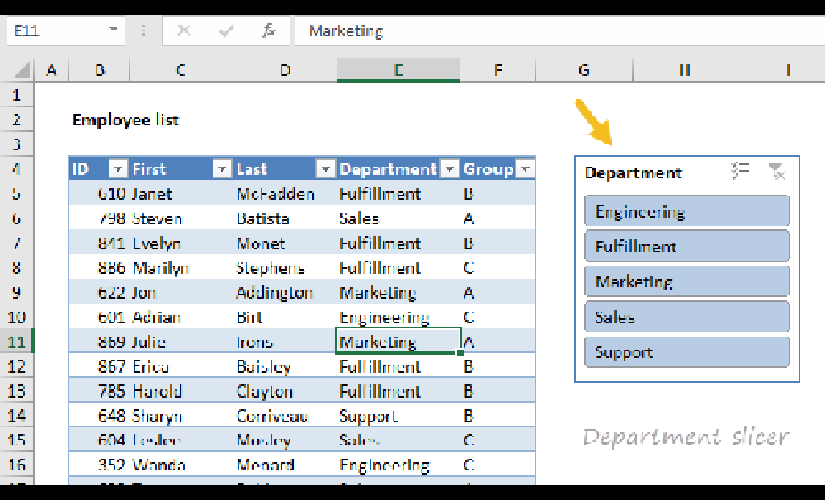 E11 fx Marketing
A B C D E F G H I
1
2 Employee list
3
4 ID First Last Department Group
5 610 Janet McFadden Fulfillment B
6 798 Steven Batista Sales A
7 841 Evelyn Monet Fulfillment B
8 886 Marilyn Stephens Fulfillment C
9 622 Jon Addington Marketing A
10 601 Adrian Birt Engineering C
11 869 Julie Irons Marketing A
12 867 Erica Baisley Fulfillment B
13 785 Harold Clayton Fulfillment B
14 648 Sharyn Corriveau Support B
15 604 Leslee Mosley Sales C
16 352 Wanda Menard Engineering C
Department
Engineering
Fulfillment
Marketing
Sales
Support
Department slicer